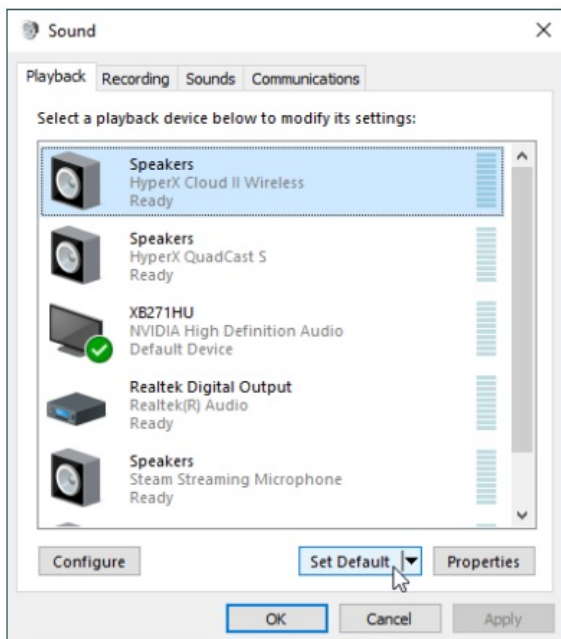 Sound
Playback Recording Sounds Communications
Select a playback device below to modify its settings:
Speakers
HyperX Cloud II Wireless
Ready
Speakers
HyperX QuadCast S
Ready
XB271HU
NVIDIA High Definition Audio
Default Device
Realtek Digital Output
Realtek(R) Audio
Ready
Speakers
Steam Streaming Microphone
Ready
Configure Set Default Properties
OK Cancel Apply